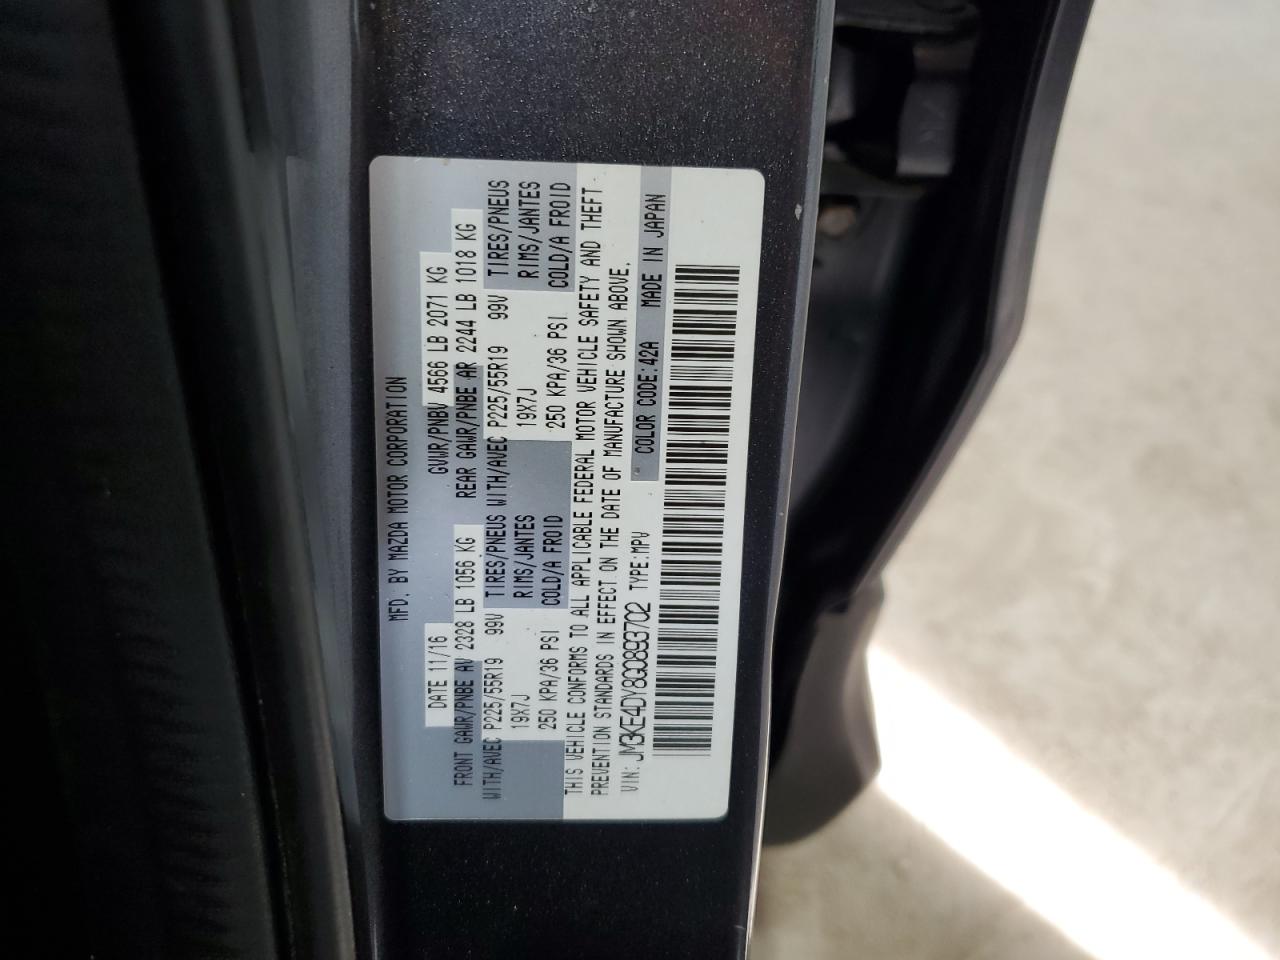 MFD. BY MAZDA MOTOR CORPORATION
DATE 11/16 GVWR/PNBV 4566 LB 2071 KG
FRONT GAWR/PNBE AV 2328 LB 1056 KG REAR GAWR/PNBE AR 2244 LB 1018 KG
WITH/AVEC P225/55R19 99V TIRES/PNEUS WITH/AVEC P225/55R19 99V TIRES/PNEUS
19X7J RIMS/JANTES 19X7J RIMS/JANTES
250 KPA/36 PSI COLD/A FROID 250 KPA/36 PSI COLD/A FROID
THIS VEHICLE CONFORMS TO ALL APPLICABLE FEDERAL MOTOR VEHICLE SAFETY AND THEFT
PREVENTION STANDARDS IN EFFECT ON THE DATE OF MANUFACTURE SHOWN ABOVE.
VIN: JM3KE4DY8G0893702 TYPE:MPV
COLOR CODE:42A MADE IN JAPAN